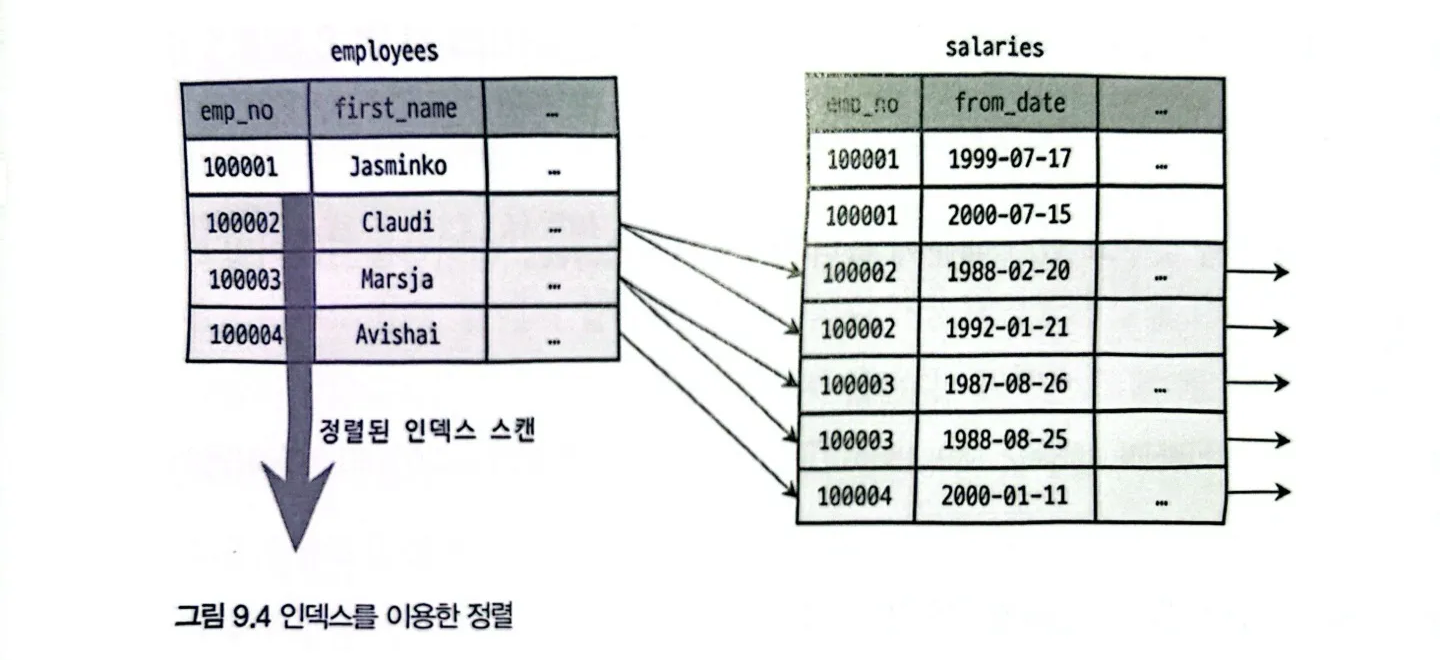 employees
emp_no first_name …
100001 Jasminko …
100002 Claudi …
100003 Marsja …
100004 Avishai …
정렬된 인덱스 스캔
salaries
emp_no from_date …
100001 1999-07-17 …
100001 2000-07-15
100002 1988-02-20 …
100002 1992-01-21
100003 1987-08-26 …
100003 1988-08-25
100004 2000-01-11 …
그림 9.4 인덱스를 이용한 정렬